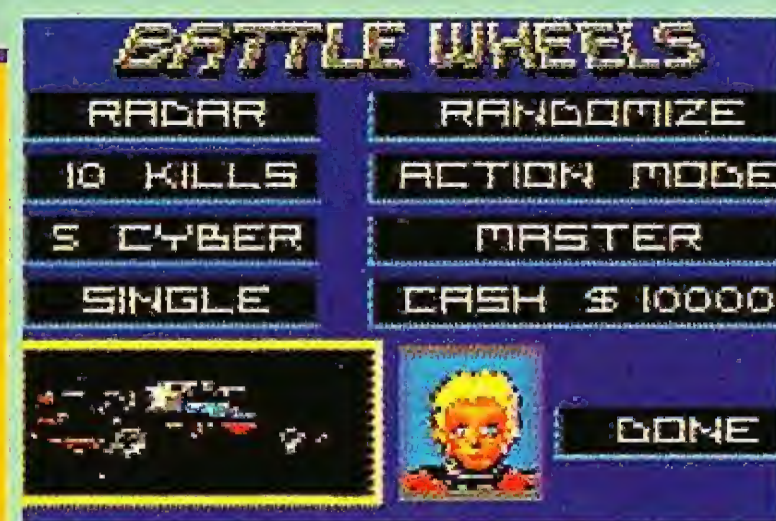 BATTLE WHEELS
RADAR
RANDOMIZE
10 KILLS
ACTION MODE
5 CYBER
MASTER
SINGLE
CASH $ 10000
DONE